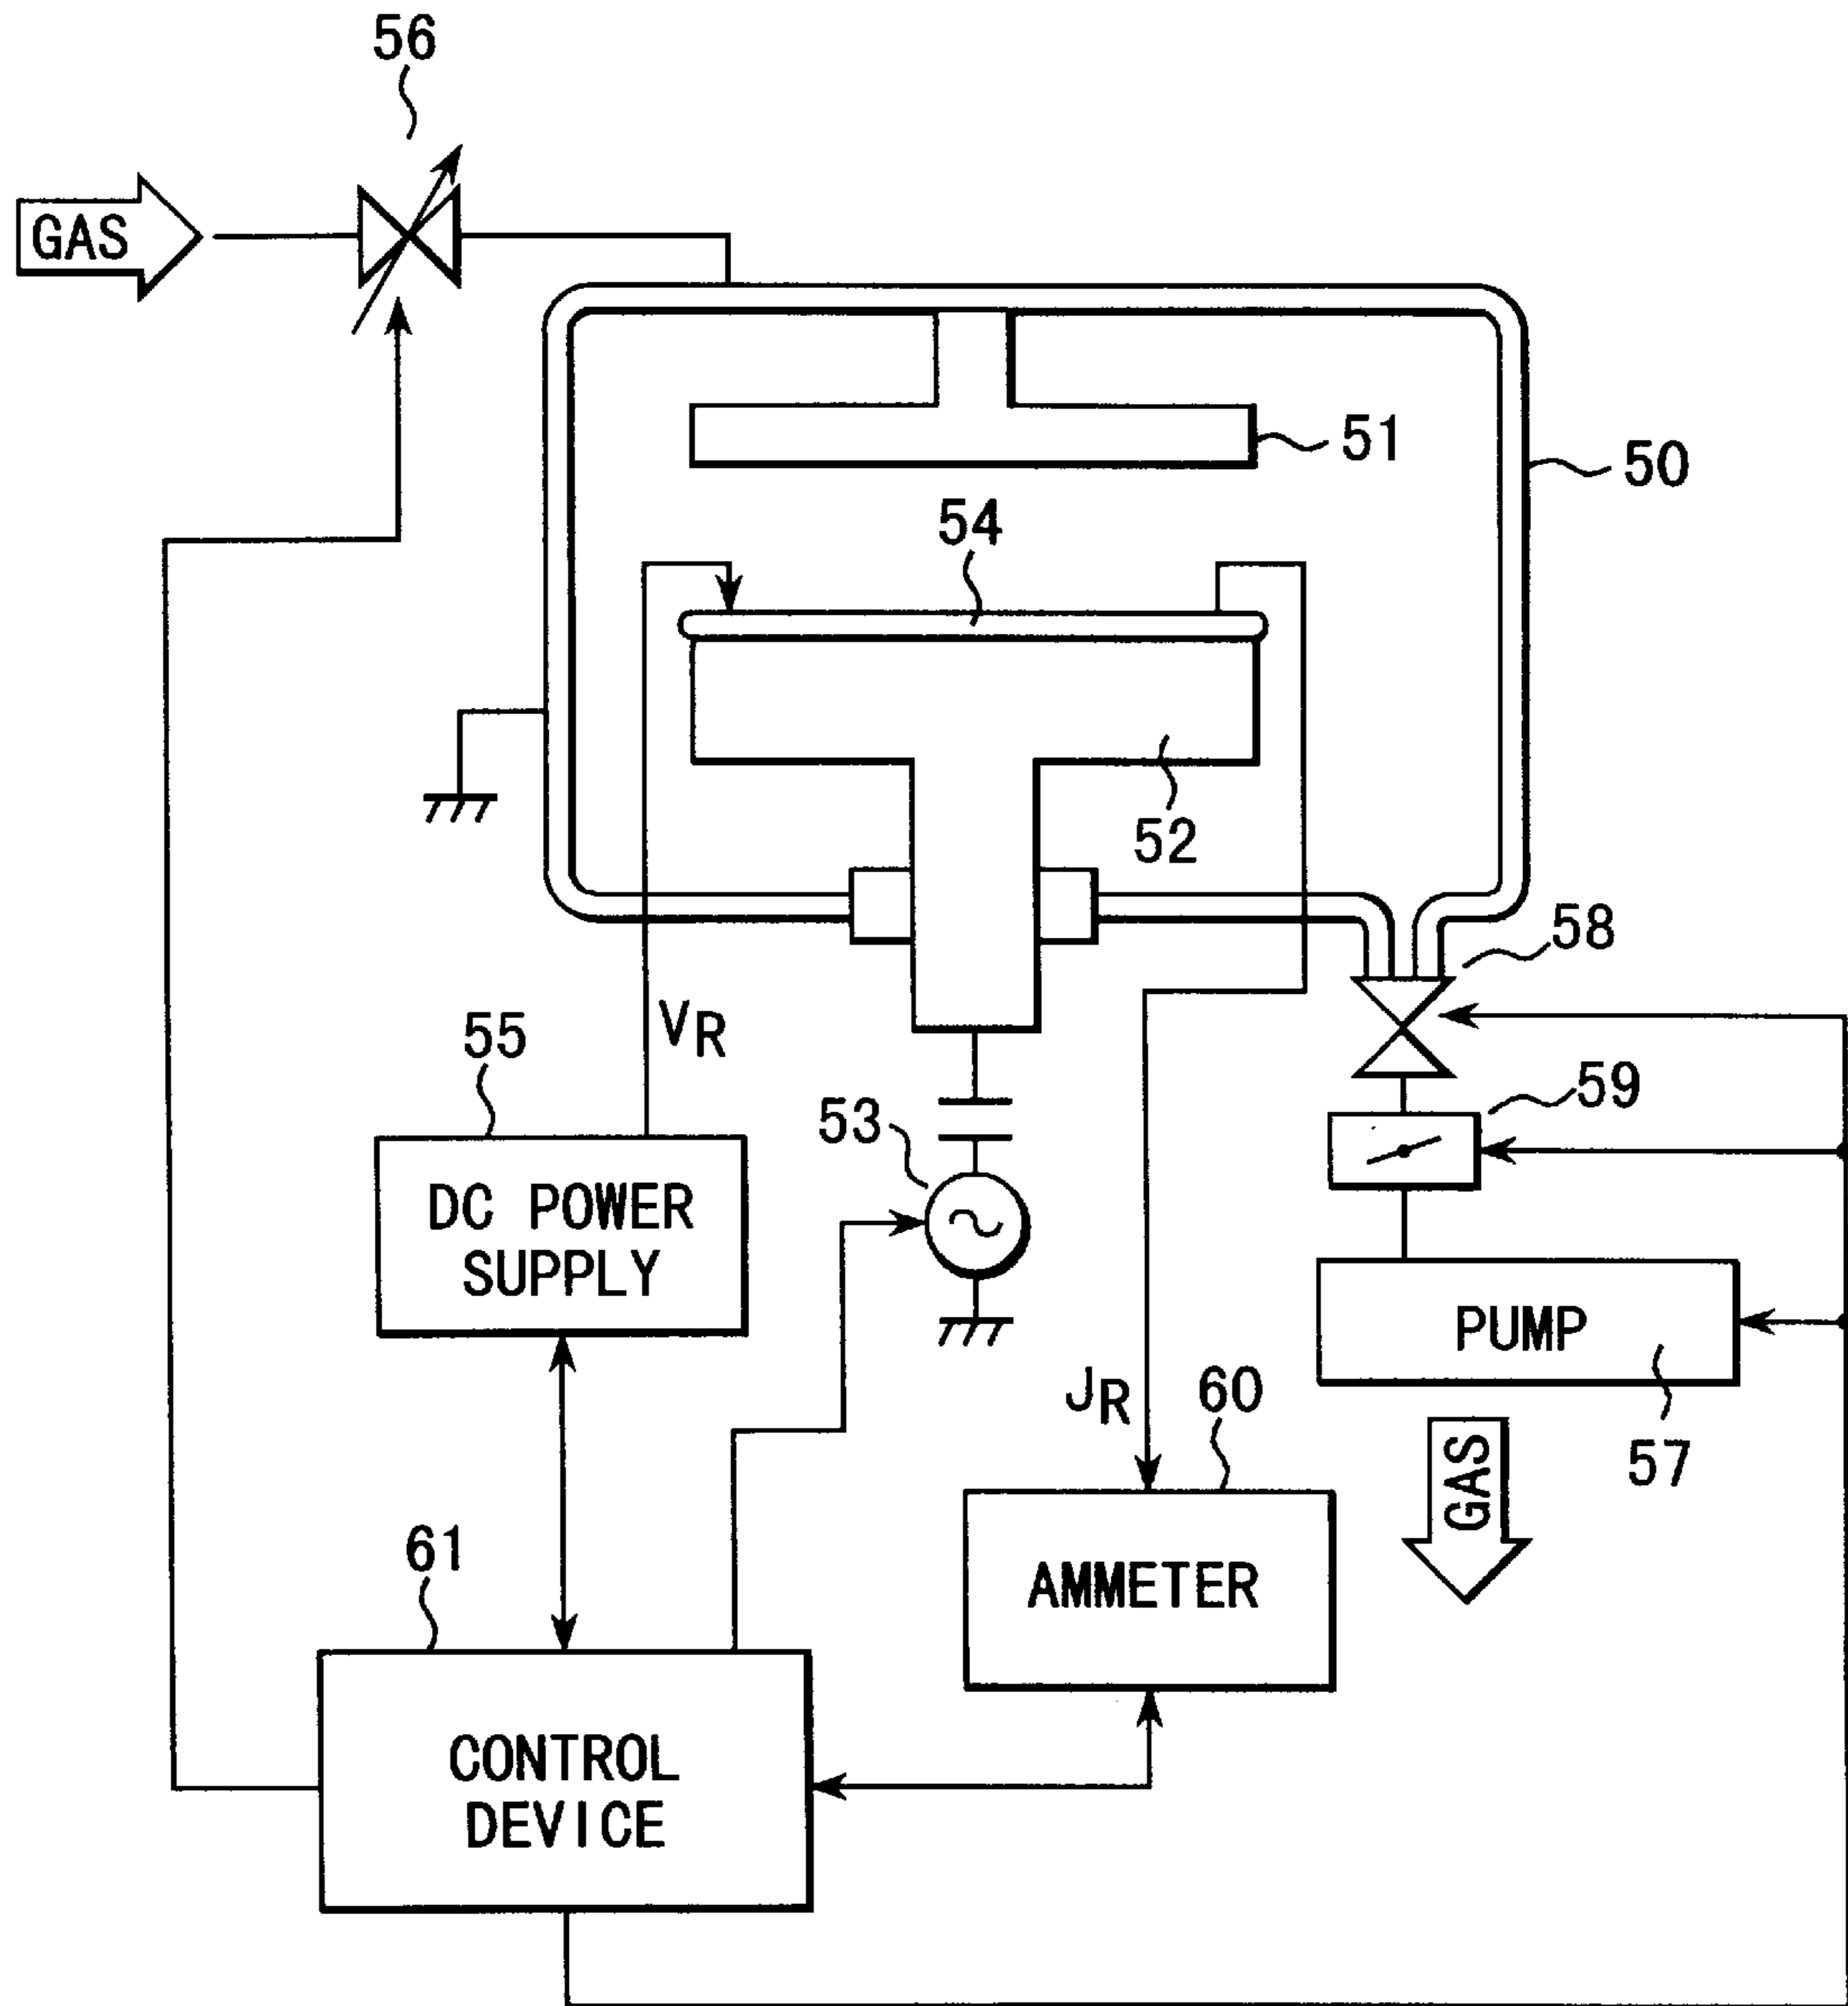 56
GAS
51
50
54
52
58
VR
55
59
53
DC POWER
SUPPLY
PUMP
JR
60
57
GAS
61
AMMETER
CONTROL
DEVICE